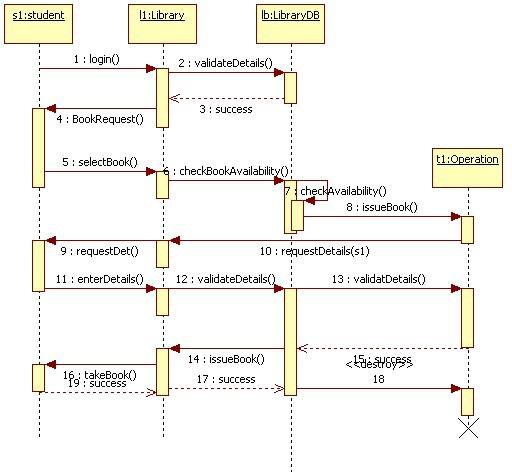 s1:student
l1:Library
lb:LibraryDB
1 : login()
2 : validateDetails()
3 : success
4 : BookRequest()
5 : selectBook()
6 : checkBookAvailability()
t1:Operation
7 : checkAvailability()
8 : issueBook()
9 : requestDet()
10 : requestDetails(s1)
11 : enterDetails()
12 : validateDetails()
13 : validatDetails()
14 : issueBook()
15 : success
<<destroy>>
16 : takeBook()
17 : success
18
19 : success